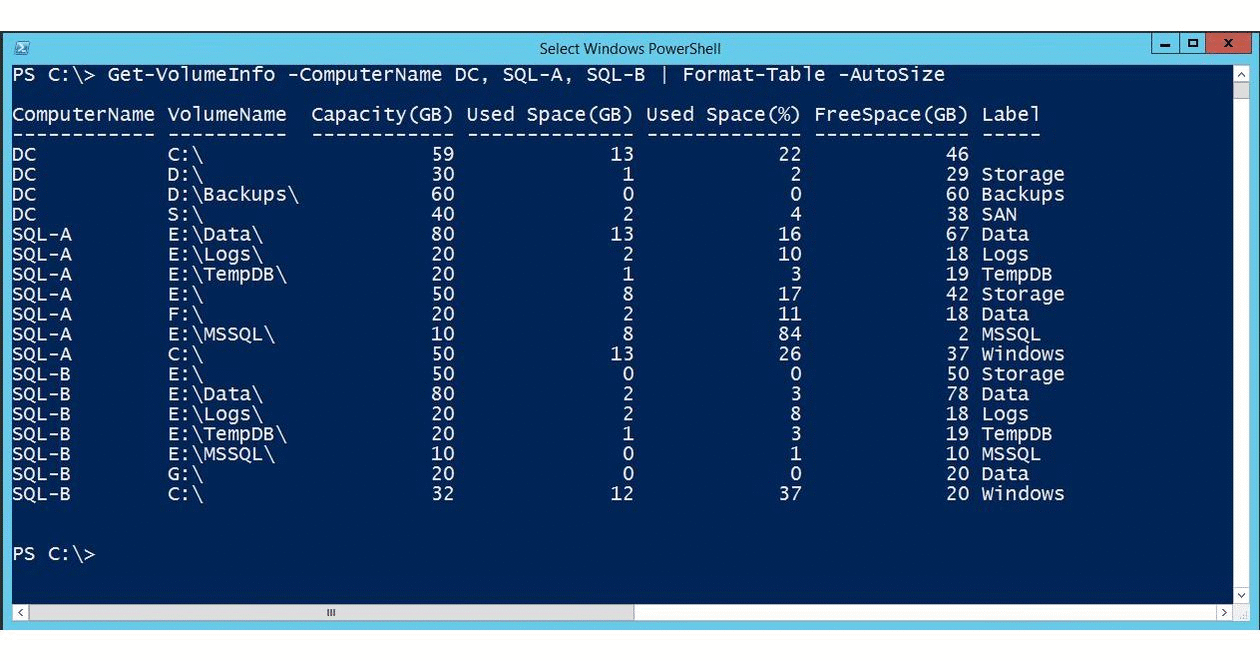 Select Windows PowerShell
PS C:\> Get-VolumeInfo -ComputerName DC, SQL-A, SQL-B | Format-Table -AutoSize
ComputerName VolumeName  Capacity(GB) Used Space(GB) Used Space(%) FreeSpace(GB) Label
------------ ----------  ------------ -------------- ------------- ------------- -----
DC           C:\                   59             13            22            46
DC           D:\                   30              1             2            29 Storage
DC           D:\Backups\           60              0             0            60 Backups
DC           S:\                   40              2             4            38 SAN
SQL-A        E:\Data\              80             13            16            67 Data
SQL-A        E:\Logs\              20              2            10            18 Logs
SQL-A        E:\TempDB\            20              1             3            19 TempDB
SQL-A        E:\                   50              8            17            42 Storage
SQL-A        F:\                   20              2            11            18 Data
SQL-A        E:\MSSQL\             10              8            84             2 MSSQL
SQL-A        C:\                   50             13            26            37 Windows
SQL-B        E:\                   50              0             0            50 Storage
SQL-B        E:\Data\              80              2             3            78 Data
SQL-B        E:\Logs\              20              2             8            18 Logs
SQL-B        E:\TempDB\            20              1             3            19 TempDB
SQL-B        E:\MSSQL\             10              0             1            10 MSSQL
SQL-B        G:\                   20              0             0            20 Data
SQL-B        C:\                   32             12            37            20 Windows
PS C:\>